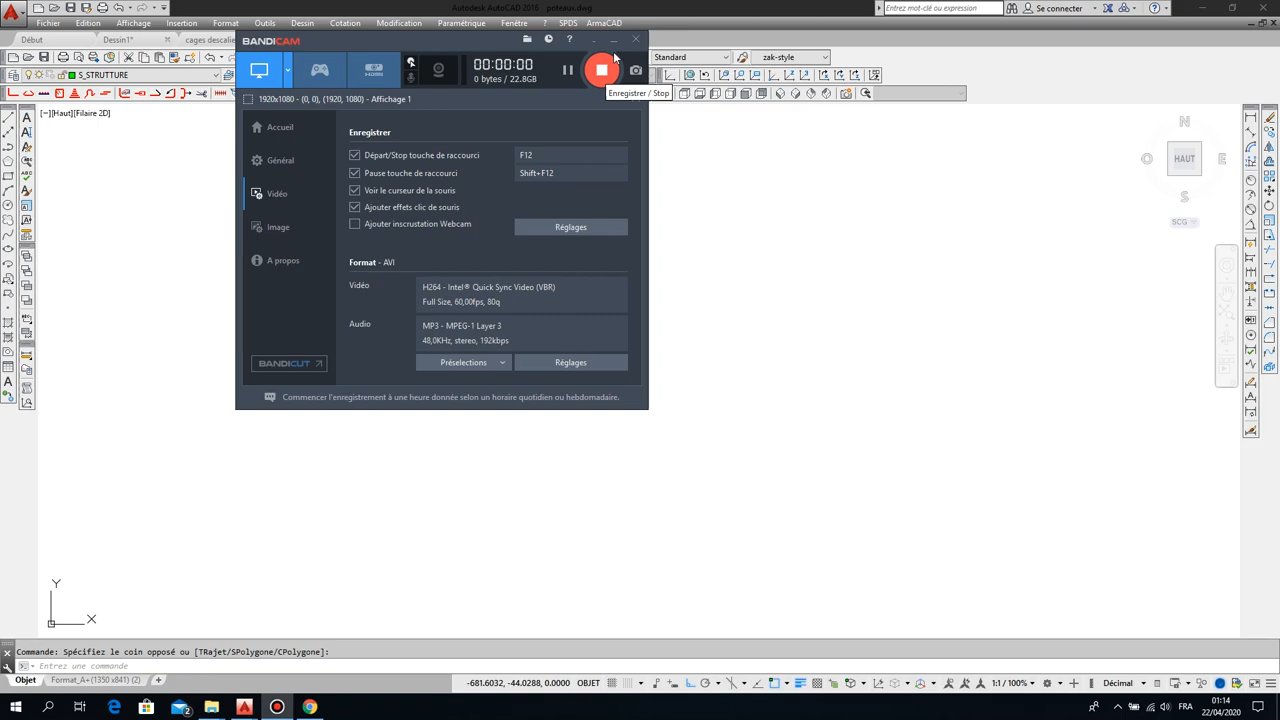 Autodesk AutoCAD 2016 poteaux.dwg
Entrez mot-clé ou expression
Se connecter
Fichier Edition Affichage Insertion Format Outils Dessin Cotation Modification Paramétrique Fenêtre ? SPDS ArmaCAD
Début Dessin1* cages descalie
BANDICAM
S_STRUTTURE
Standard zak-style
00:00:00
0 bytes / 22.8GB
HDMI
Enregistrer / Stop
1920x1080 - (0, 0), (1920, 1080) - Affichage 1
[−][Haut][Filaire 2D]
Accueil
Général
Vidéo
Image
A propos
BANDICUT
Enregistrer
Départ/Stop touche de raccourci F12
Pause touche de raccourci Shift+F12
Voir le curseur de la souris
Ajouter effets clic de souris
Ajouter inscrustation Webcam Réglages
Format - AVI
Vidéo H264 - Intel® Quick Sync Video (VBR)
Full Size, 60,00fps, 80q
Audio MP3 - MPEG-1 Layer 3
48,0KHz, stereo, 192kbps
Préselections Réglages
Commencer l'enregistrement à une heure donnée selon un horaire quotidien ou hebdomadaire.
N
O HAUT E
S
SCG
Y
X
Commande: Spécifiez le coin opposé ou [TRajet/SPolygone/CPolygone]:
Entrez une commande
Objet Format_A+(1350 x841) (2) +
-681.6032, -44.0288, 0.0000 OBJET
1:1 / 100%
Décimal
FRA
01:14
22/04/2020